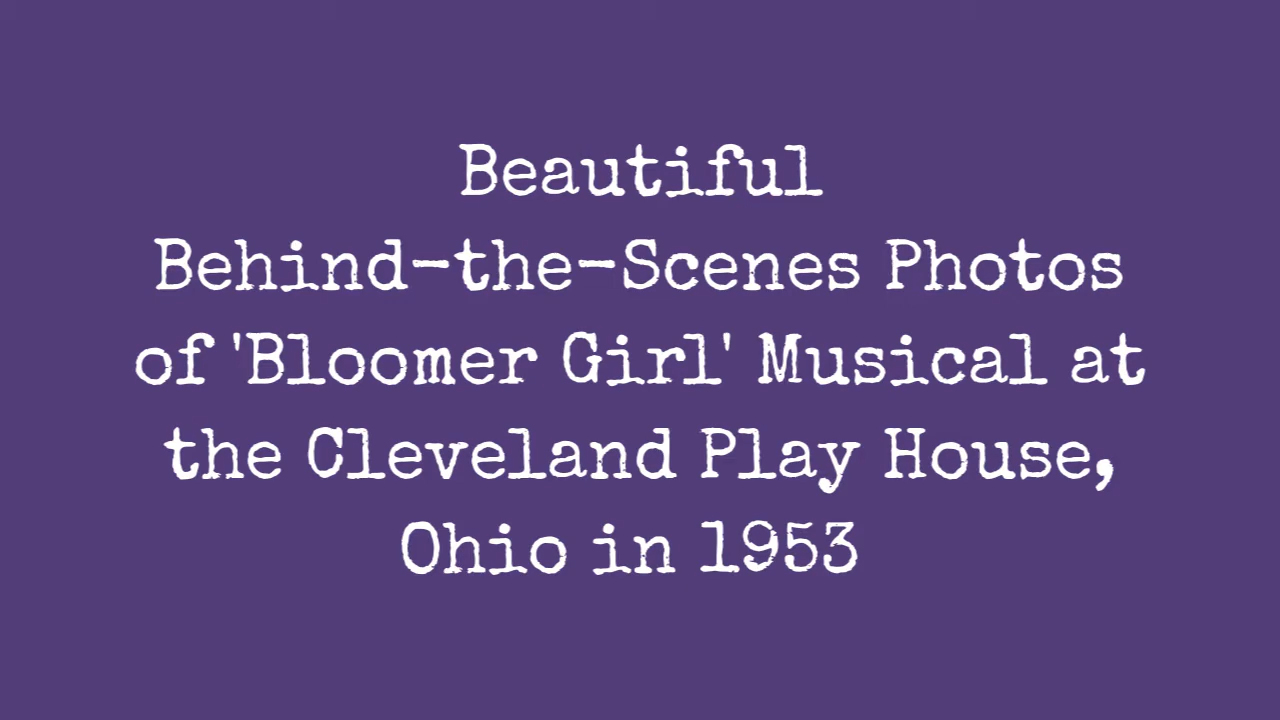 Beautiful
Behind-the-Scenes Photos
of 'Bloomer Girl' Musical at
the Cleveland Play House,
Ohio in 1953